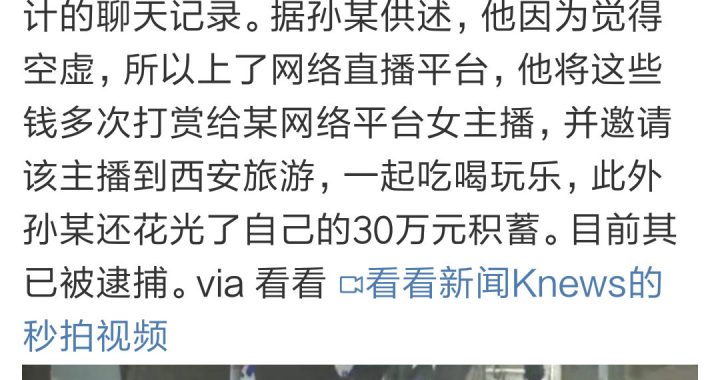 计的聊天记录。据孙某供述，他因为觉得
空虚，所以上了网络直播平台，他将这些
钱多次打赏给某网络平台女主播，并邀请
该主播到西安旅游，一起吃喝玩乐，此外
孙某还花光了自己的30万元积蓄。目前其
已被逮捕。via 看看 看看新闻Knews的
秒拍视频